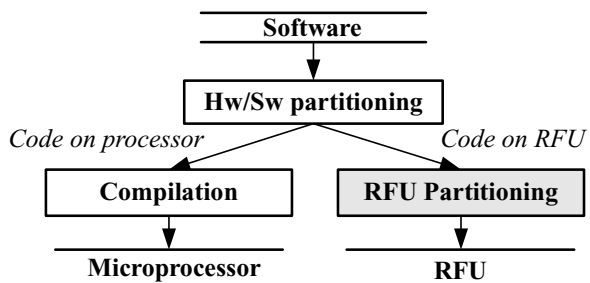 Software
Hw/Sw partitioning
Code on processor
Code on RFU
Compilation
RFU Partitioning
Microprocessor
RFU